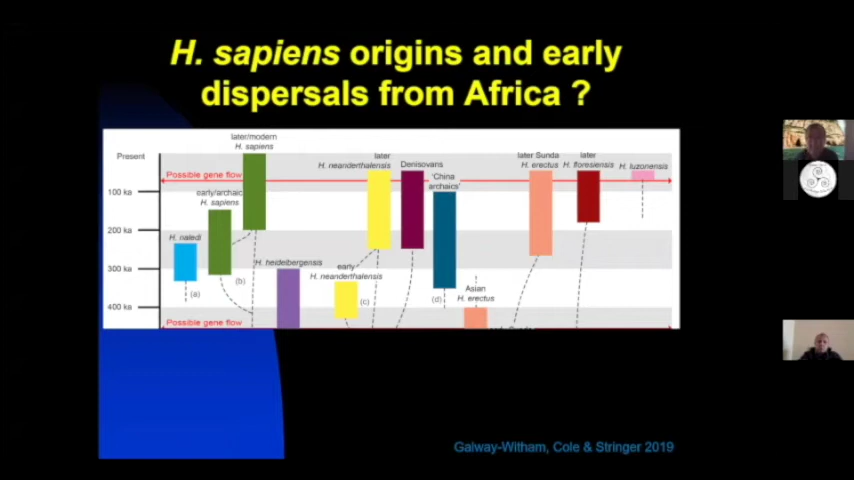 H. sapiens origins and early
dispersals from Africa ?
later/modern
H. sapiens
Present
later
H. neanderthalensis
Denisovans
later Sunda
H. erectus
later
H. floresiensis
H. luzonensis
Possible gene flow
'China
archaics'
100 ka
early/archaic
H. sapiens
200 ka
H. naledi
H. heidelbergensis
300 ka
early
H. neanderthalensis
(a)
(b)
(c)
(d)
Asian
H. erectus
400 ka
Possible gene flow
Galway-Witham, Cole & Stringer 2019